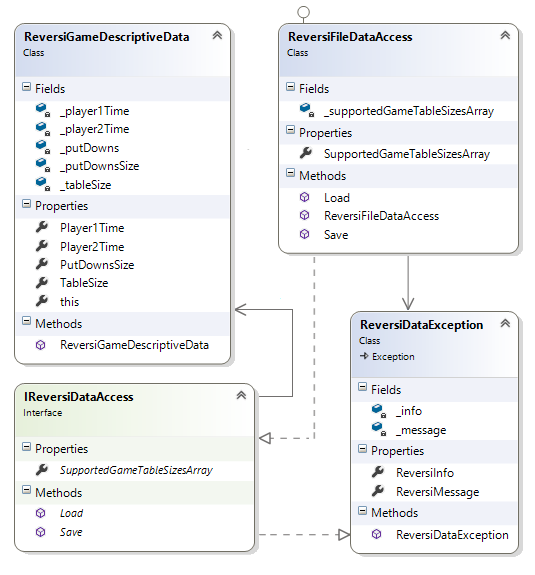 ReversiGameDescriptiveData
Class
Fields
_player1Time
_player2Time
_putDowns
_putDownsSize
_tableSize
Properties
Player1Time
Player2Time
PutDownsSize
TableSize
this
Methods
ReversiGameDescriptiveData
ReversiFileDataAccess
Class
Fields
_supportedGameTableSizesArray
Properties
SupportedGameTableSizesArray
Methods
Load
ReversiFileDataAccess
Save
IReversiDataAccess
Interface
Properties
SupportedGameTableSizesArray
Methods
Load
Save
ReversiDataException
Class
Exception
Fields
_info
_message
Properties
ReversiInfo
ReversiMessage
Methods
ReversiDataException